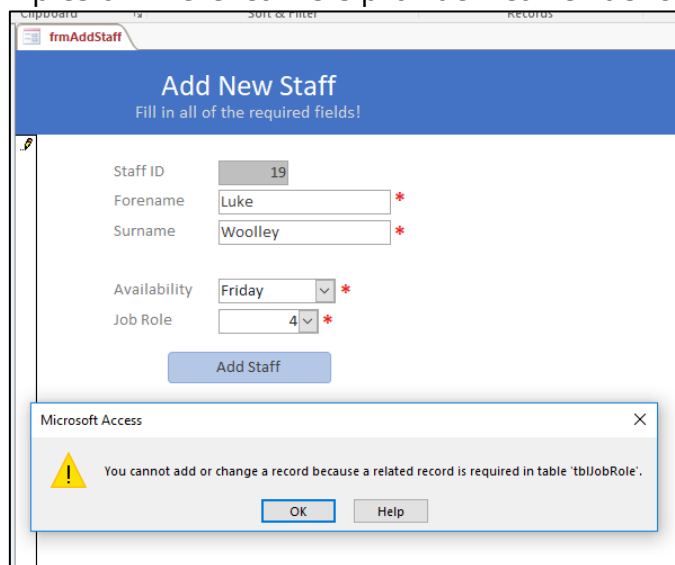 Clipboard Sort & Filter Records
frmAddStaff
Add New Staff
Fill in all of the required fields!
Staff ID 19
Forename Luke *
Surname Woolley *
Availability Friday *
Job Role 4 *
Add Staff
Microsoft Access
You cannot add or change a record because a related record is required in table 'tblJobRole'.
OK Help